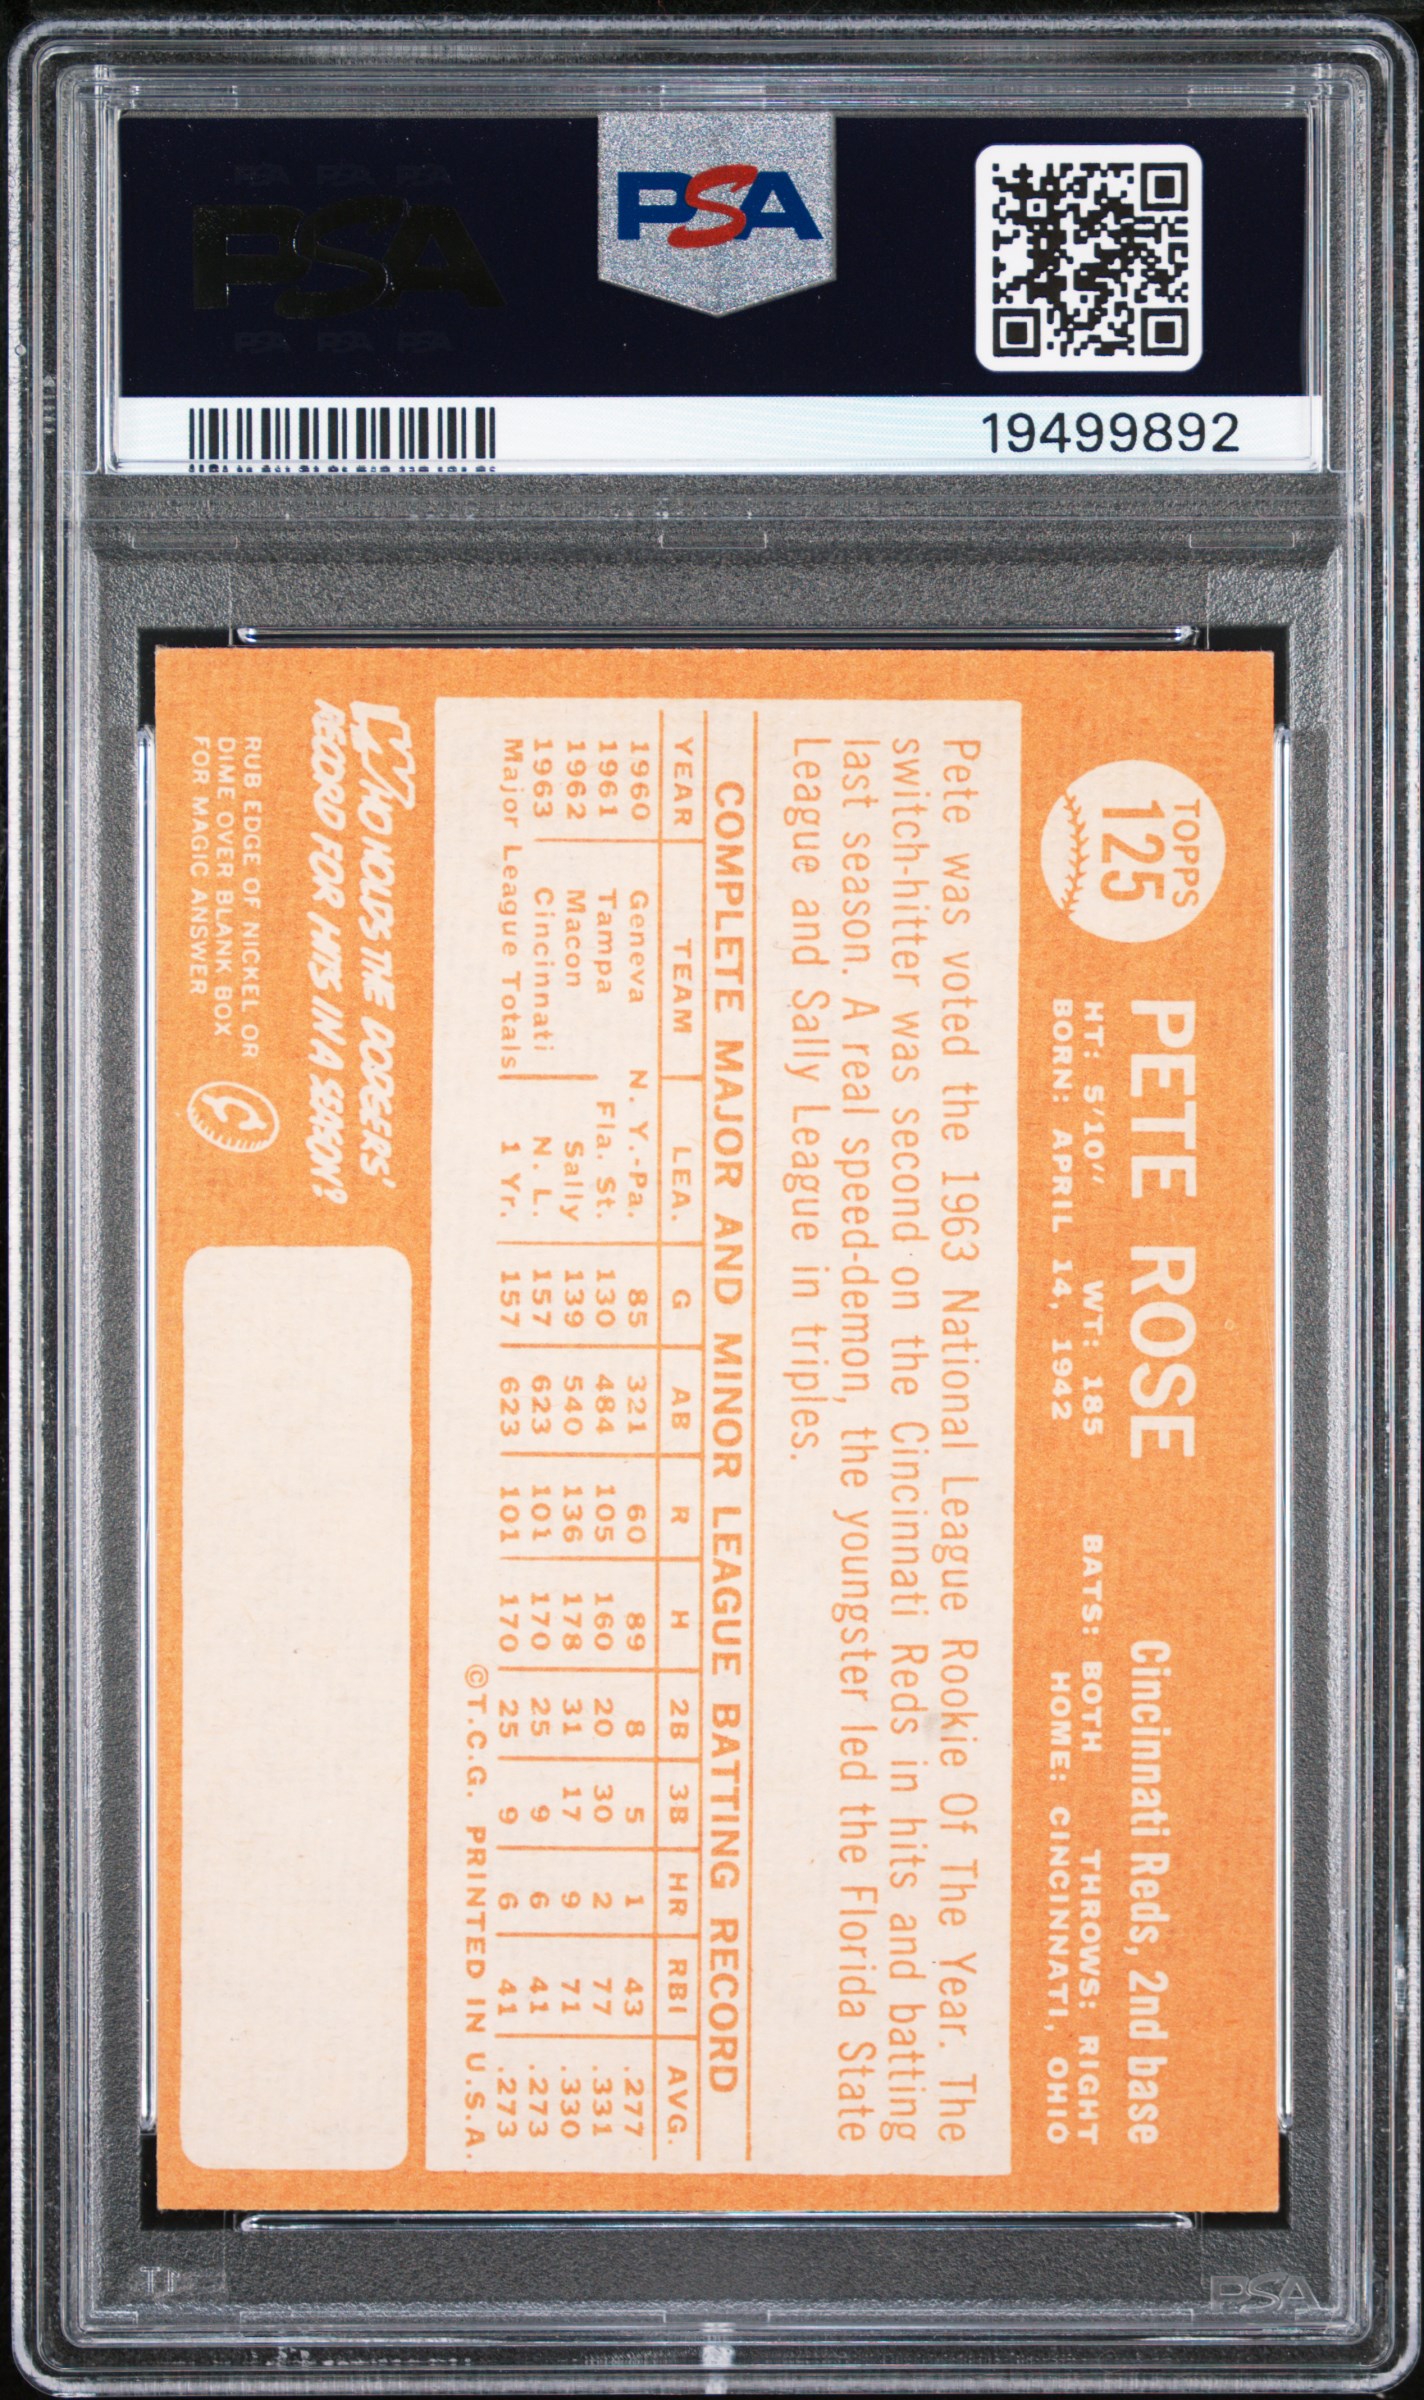 PSA PSA PSA
PSA
PSA PSA PSA
PSA
19499892
TOPPS
125
PETE ROSE
Cincinnati Reds, 2nd base
HT: 5'10" WT: 185 BATS: BOTH THROWS: RIGHT
BORN: APRIL 14, 1942 HOME: CINCINNATI, OHIO
Pete was voted the 1963 National League Rookie Of The Year. The
switch-hitter was second on the Cincinnati Reds in hits and batting
last season. A real speed-demon, the youngster led the Florida State
League and Sally League in triples.
COMPLETE MAJOR AND MINOR LEAGUE BATTING RECORD
YEAR TEAM LEA. G AB R H 2B 3B HR RBI AVG.
1960 Geneva N. Y.-Pa. 85 321 60 89 8 5 1 43 .277
1961 Tampa Fla. St. 130 484 105 160 20 30 2 77 .331
1962 Macon Sally 139 540 136 178 31 17 9 71 .330
1963 Cincinnati N. L. 157 623 101 170 25 9 6 41 .273
Major League Totals 1 Yr. 157 623 101 170 25 9 6 41 .273
©T.C.G. PRINTED IN U.S.A.
WHO HOLDS THE DODGERS'
RECORD FOR HITS IN A SEASON?
RUB EDGE OF NICKEL OR
DIME OVER BLANK BOX
FOR MAGIC ANSWER
PSA